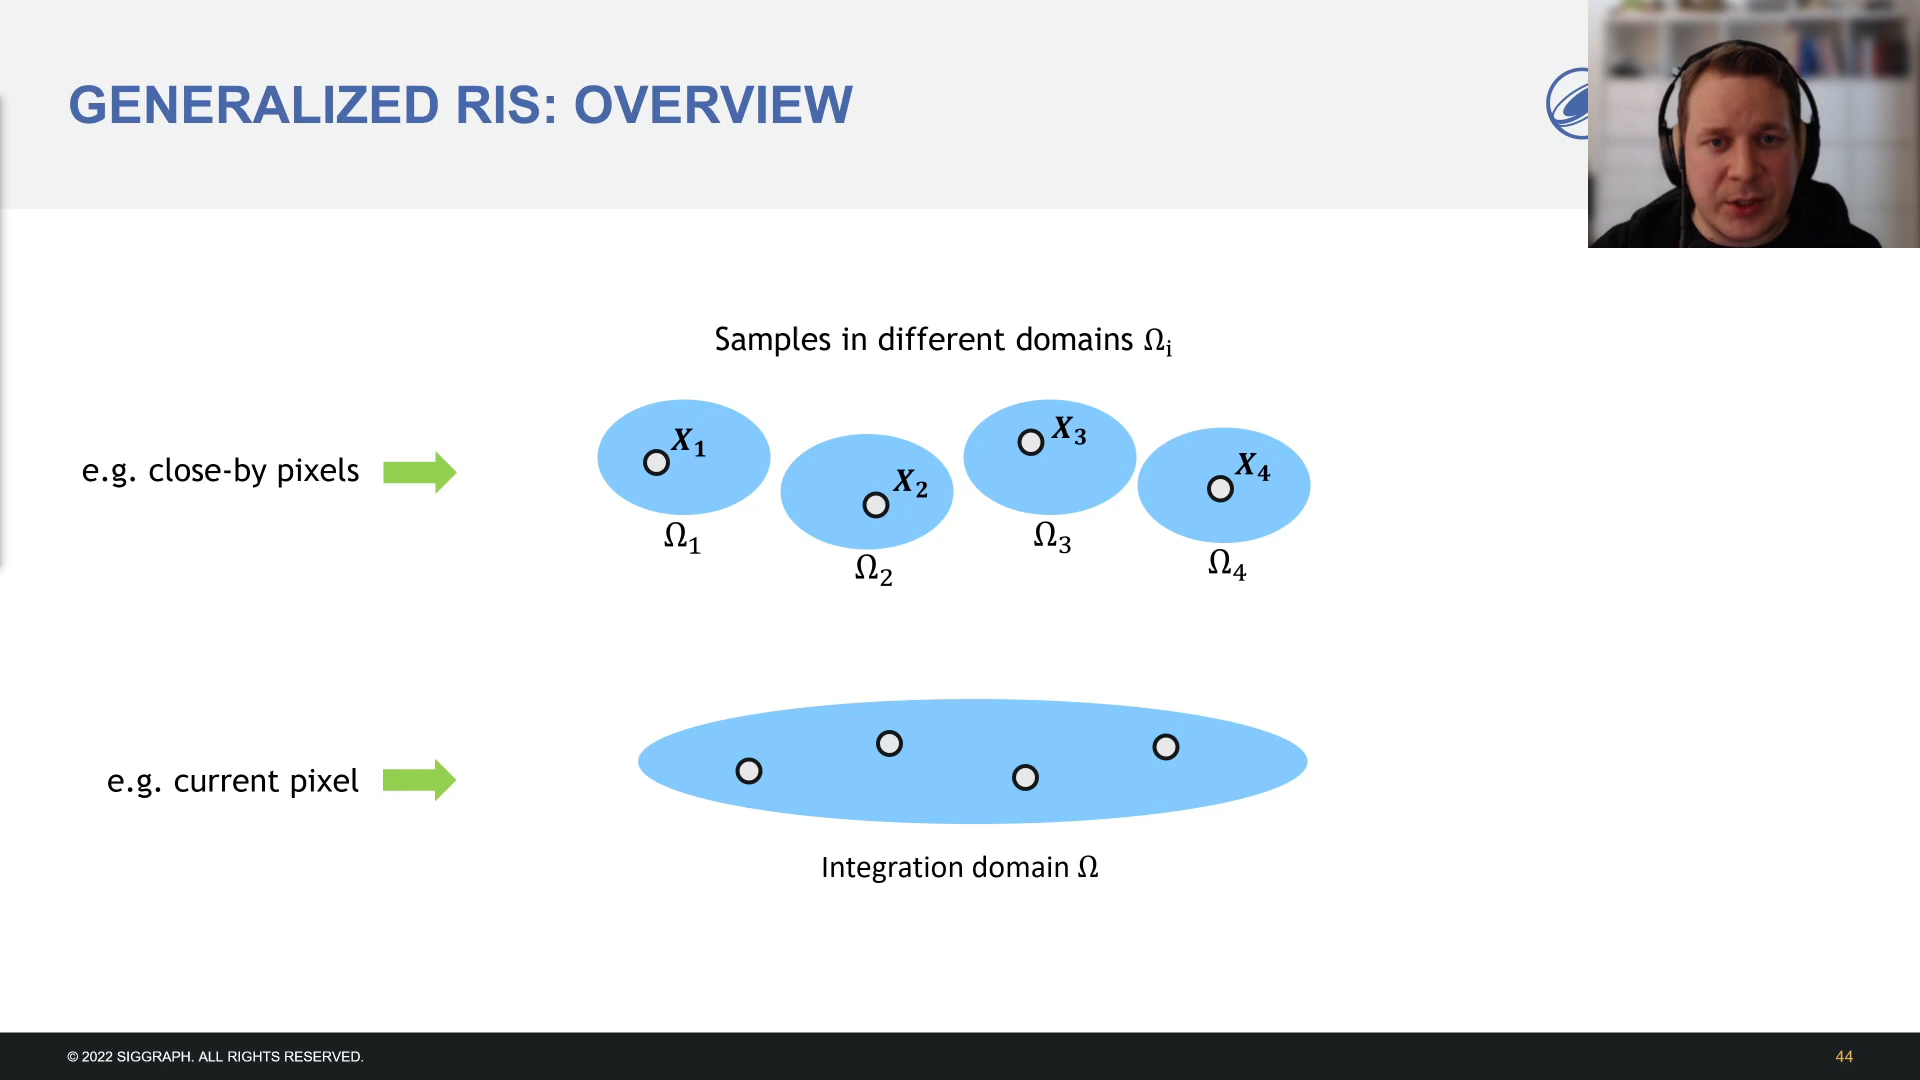 GENERALIZED RIS: OVERVIEW
Samples in different domains Ωᵢ
e.g. close-by pixels
X₁
X₂
X₃
X₄
Ω₁
Ω₂
Ω₃
Ω₄
e.g. current pixel
Integration domain Ω
© 2022 SIGGRAPH. ALL RIGHTS RESERVED.
44